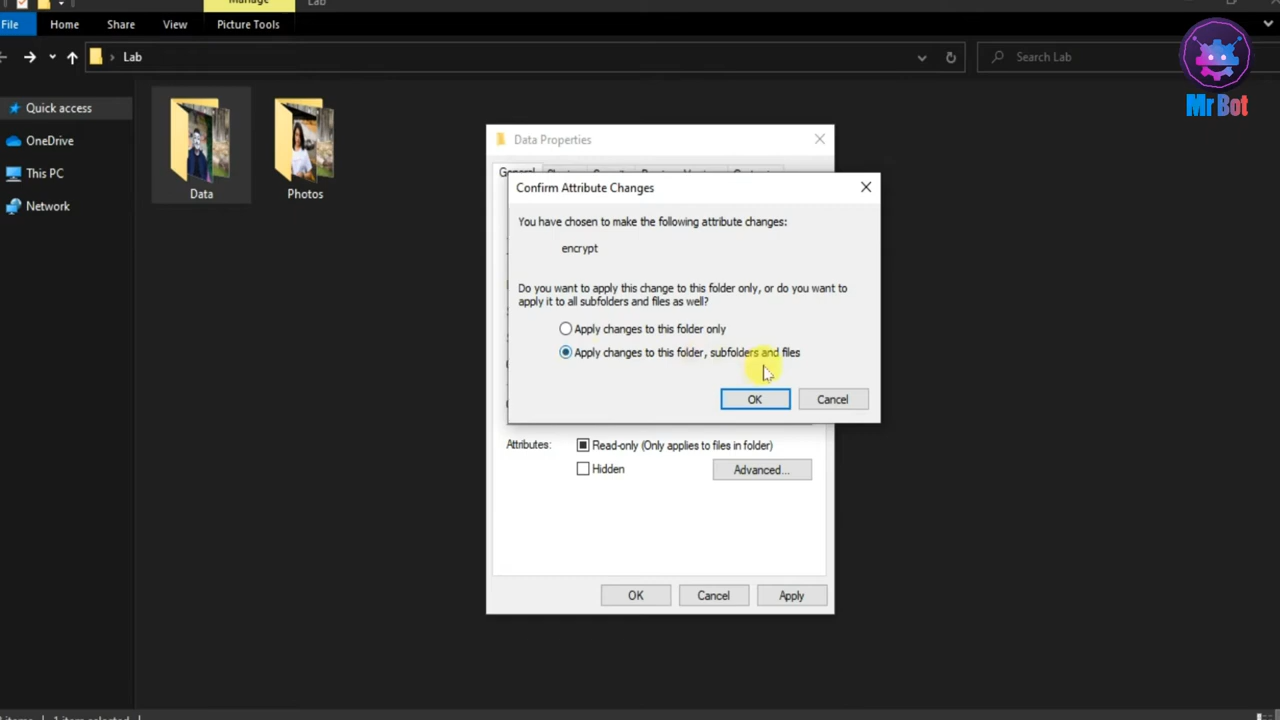 Manage
Lab
File
Home
Share
View
Picture Tools
Lab
Search Lab
Mr Bot
Quick access
OneDrive
This PC
Network
Data
Photos
Data Properties
Confirm Attribute Changes
You have chosen to make the following attribute changes:
encrypt
Do you want to apply this change to this folder only, or do you want to
apply it to all subfolders and files as well?
Apply changes to this folder only
Apply changes to this folder, subfolders and files
OK
Cancel
Attributes:
Read-only (Only applies to files in folder)
Hidden
Advanced...
OK
Cancel
Apply
1 item selected